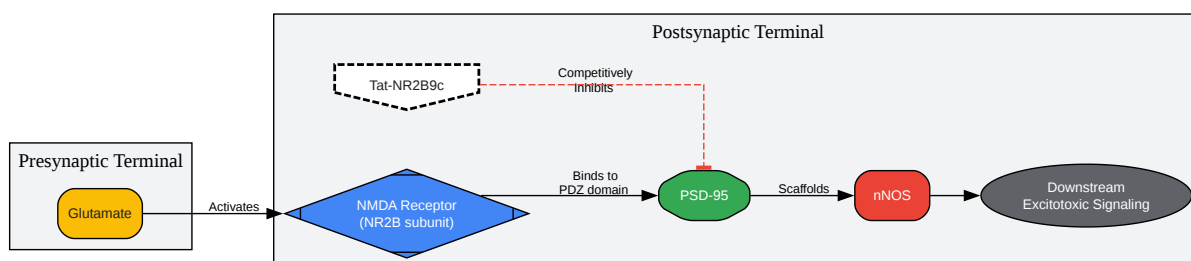 Postsynaptic Terminal
Tat-NR2B9c
Competitively
Inhibits
Presynaptic Terminal
Glutamate
Activates
NMDA Receptor
(NR2B subunit)
Binds to
PDZ domain
PSD-95
Scaffolds
nNOS
Downstream
Excitotoxic Signaling